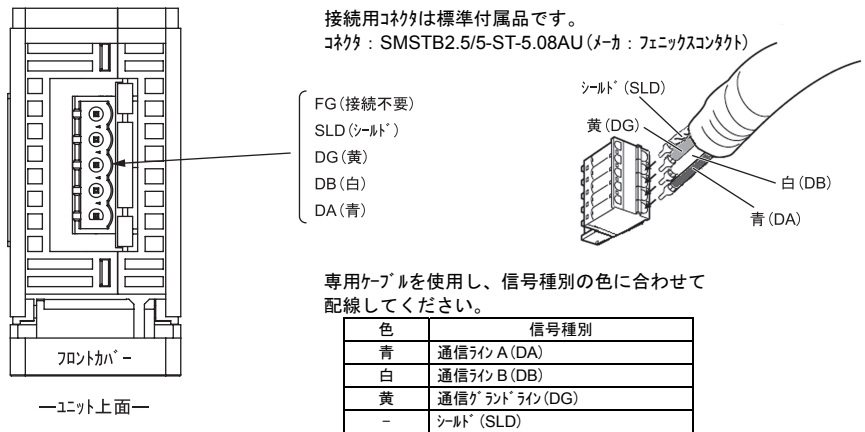 接続用ｺﾈｸﾀは標準付属品です。
ｺﾈｸﾀ：SMSTB2.5/5-ST-5.08AU(ﾒｰｶ：ﾌｪﾆｯｸｽｺﾝﾀｸﾄ)
FG(接続不要)
SLD(ｼｰﾙﾄﾞ)
DG(黄)
DB(白)
DA(青)
ｼｰﾙﾄﾞ(SLD)
黄(DG)
白(DB)
青(DA)
ﾌﾛﾝﾄｶﾊﾞｰ
―ﾕﾆｯﾄ上面―
専用ｹｰﾌﾞﾙを使用し、信号種別の色に合わせて
配線してください。
色 信号種別
青 通信ﾗｲﾝA(DA)
白 通信ﾗｲﾝB(DB)
黄 通信ｸﾞﾗﾝﾄﾞﾗｲﾝ(DG)
- ｼｰﾙﾄﾞ(SLD)